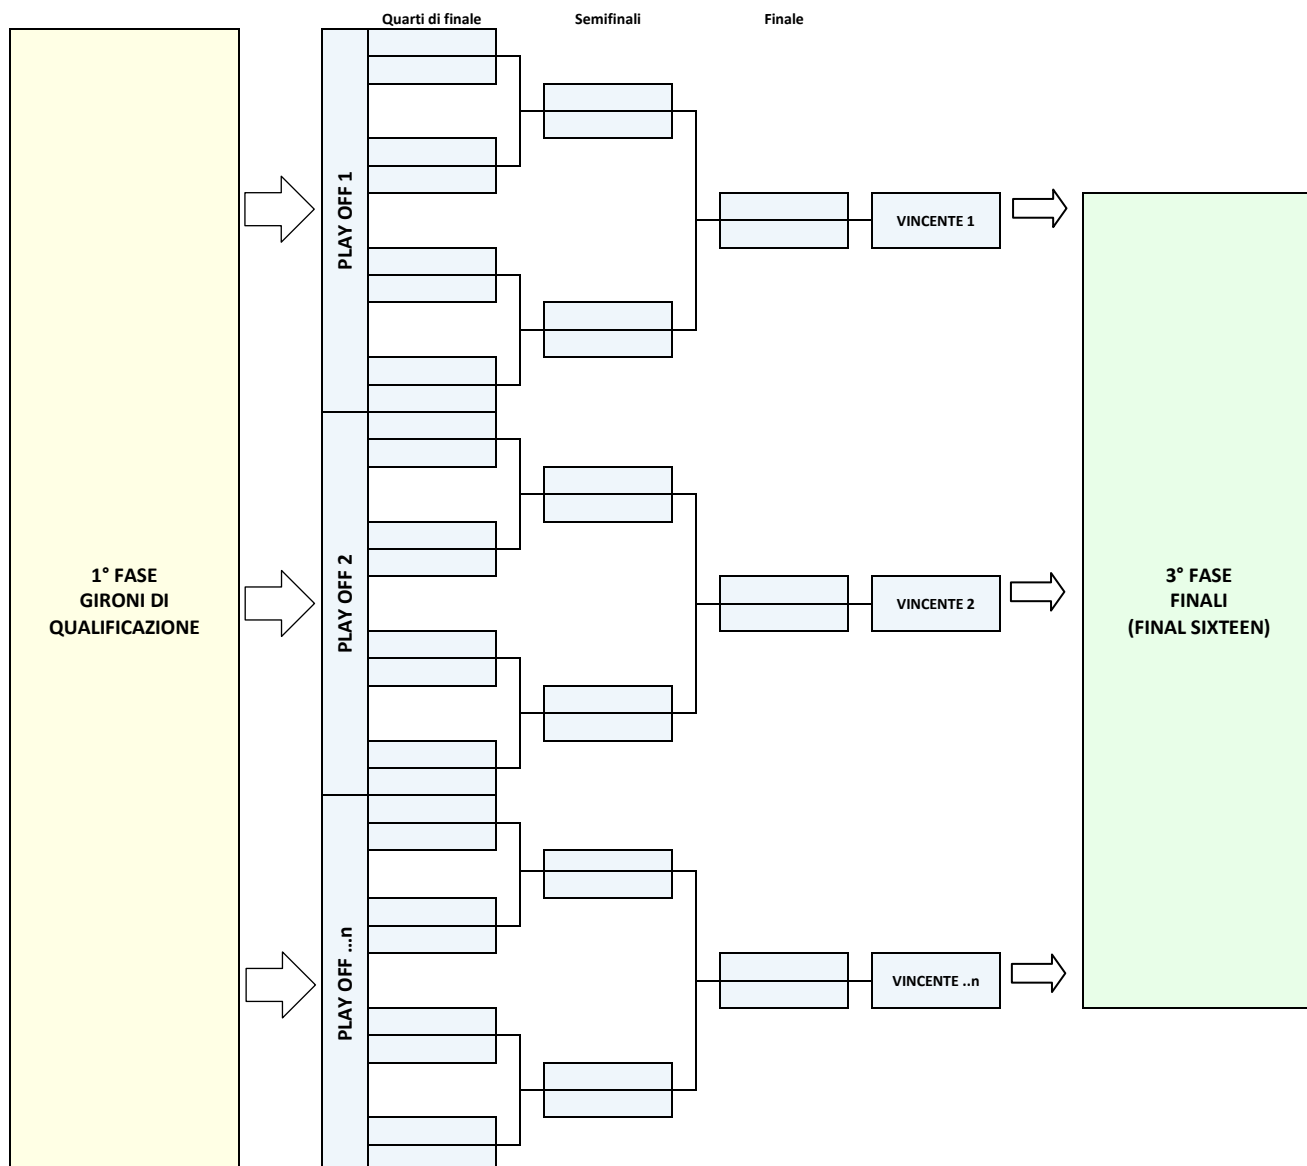 Quarti di finale
Semifinali
Finale
PLAY OFF 1
VINCENTE 1
1° FASE
GIRONI DI
QUALIFICAZIONE
PLAY OFF 2
VINCENTE 2
3° FASE
FINALI
(FINAL SIXTEEN)
PLAY OFF ...n
VINCENTE ..n